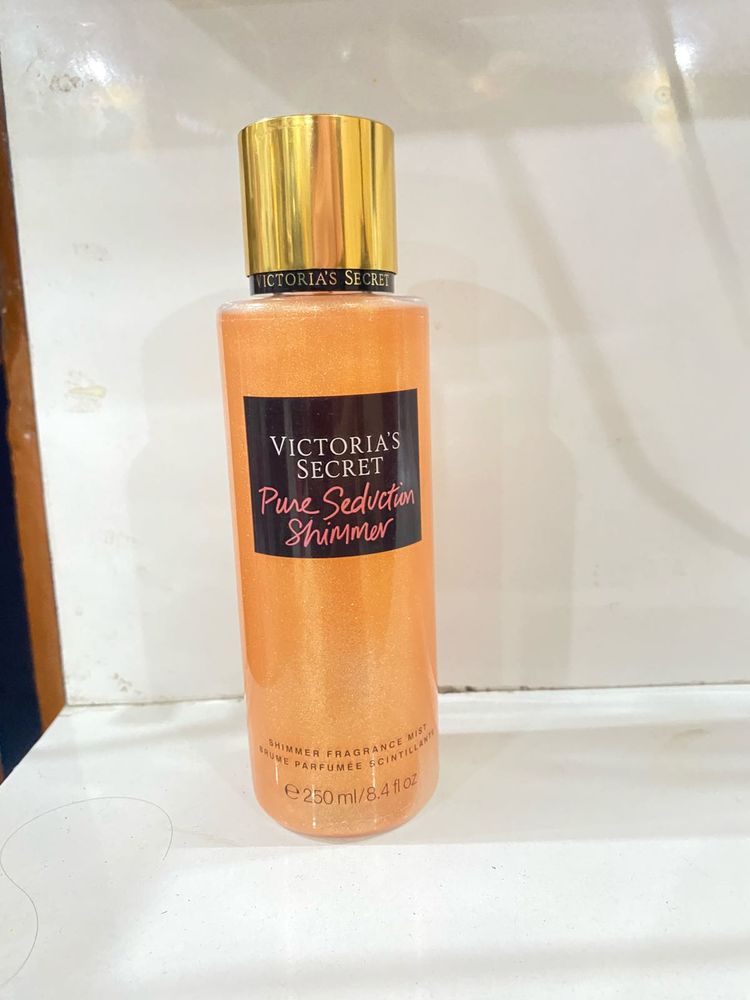 VICTORIA'S SECRET
VICTORIA'S
SECRET
Pure Seduction
Shimmer
SHIMMER FRAGRANCE MIST
BRUME PARFUMÉE SCINTILLANTE
℮ 250 ml/8.4 fl oz